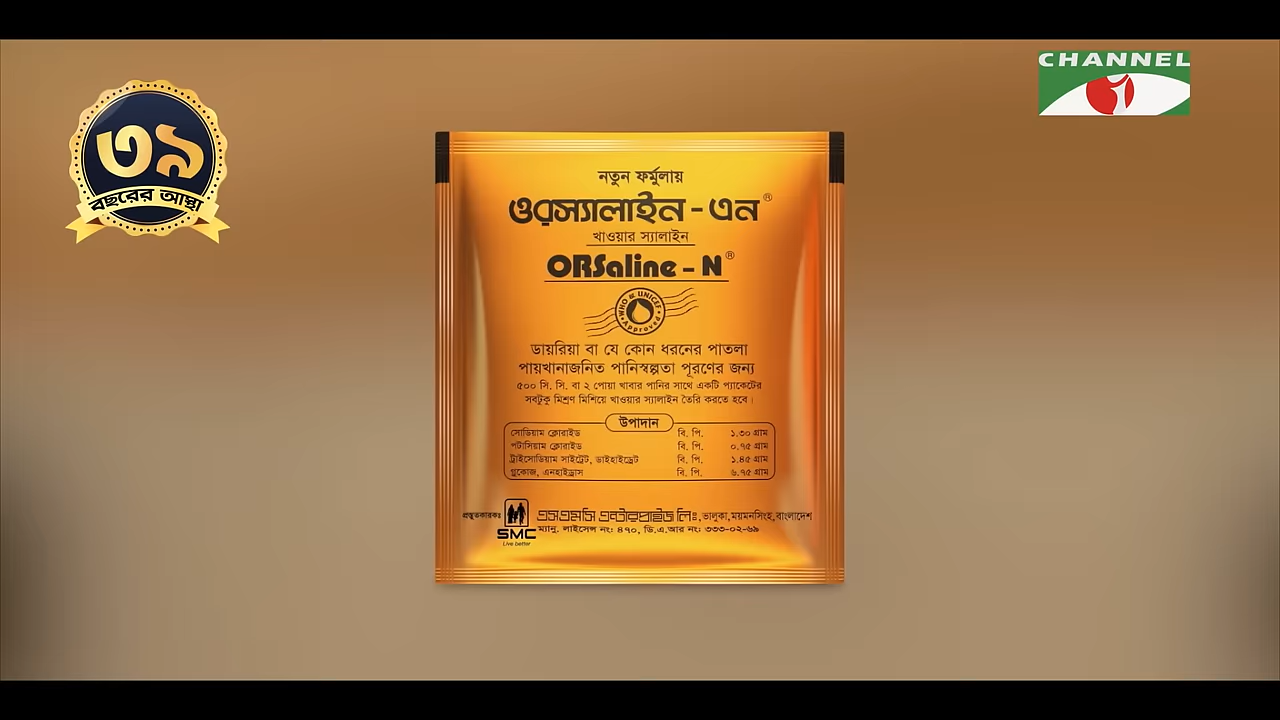 CHANNEL i
৩৯
বছরের আস্থা
নতুন ফর্মুলায়
ওরস্যালাইন - এন®
খাওয়ার স্যালাইন
ORSaline - N®
WHO & UNICEF
Approved
ডায়রিয়া বা যে কোন ধরনের পাতলা
পায়খানাজনিত পানিস্বল্পতা পূরণের জন্য
৫০০ সি. সি. বা ২ পোয়া খাবার পানির সাথে একটি প্যাকেটের
সবটুকু মিশ্রণ মিশিয়ে খাওয়ার স্যালাইন তৈরি করতে হবে।
উপাদান
সোডিয়াম ক্লোরাইড বি. পি. ১.৩০ গ্রাম
পটাসিয়াম ক্লোরাইড বি. পি. ০.৭৫ গ্রাম
ট্রাইসোডিয়াম সাইট্রেট, ডাইহাইড্রেট বি. পি. ১.৪৫ গ্রাম
গ্লুকোজ, এনহাইড্রাস বি. পি. ৬.৭৫ গ্রাম
প্রস্তুতকারকঃ এসএমসি এন্টারপ্রাইজ লিঃ, ভালুকা, ময়মনসিংহ, বাংলাদেশ
SMC ম্যানু. লাইসেন্স নং: ৪৭০, ডি.এ.আর নং: ৩৩৩-০২-৬৯
Live better